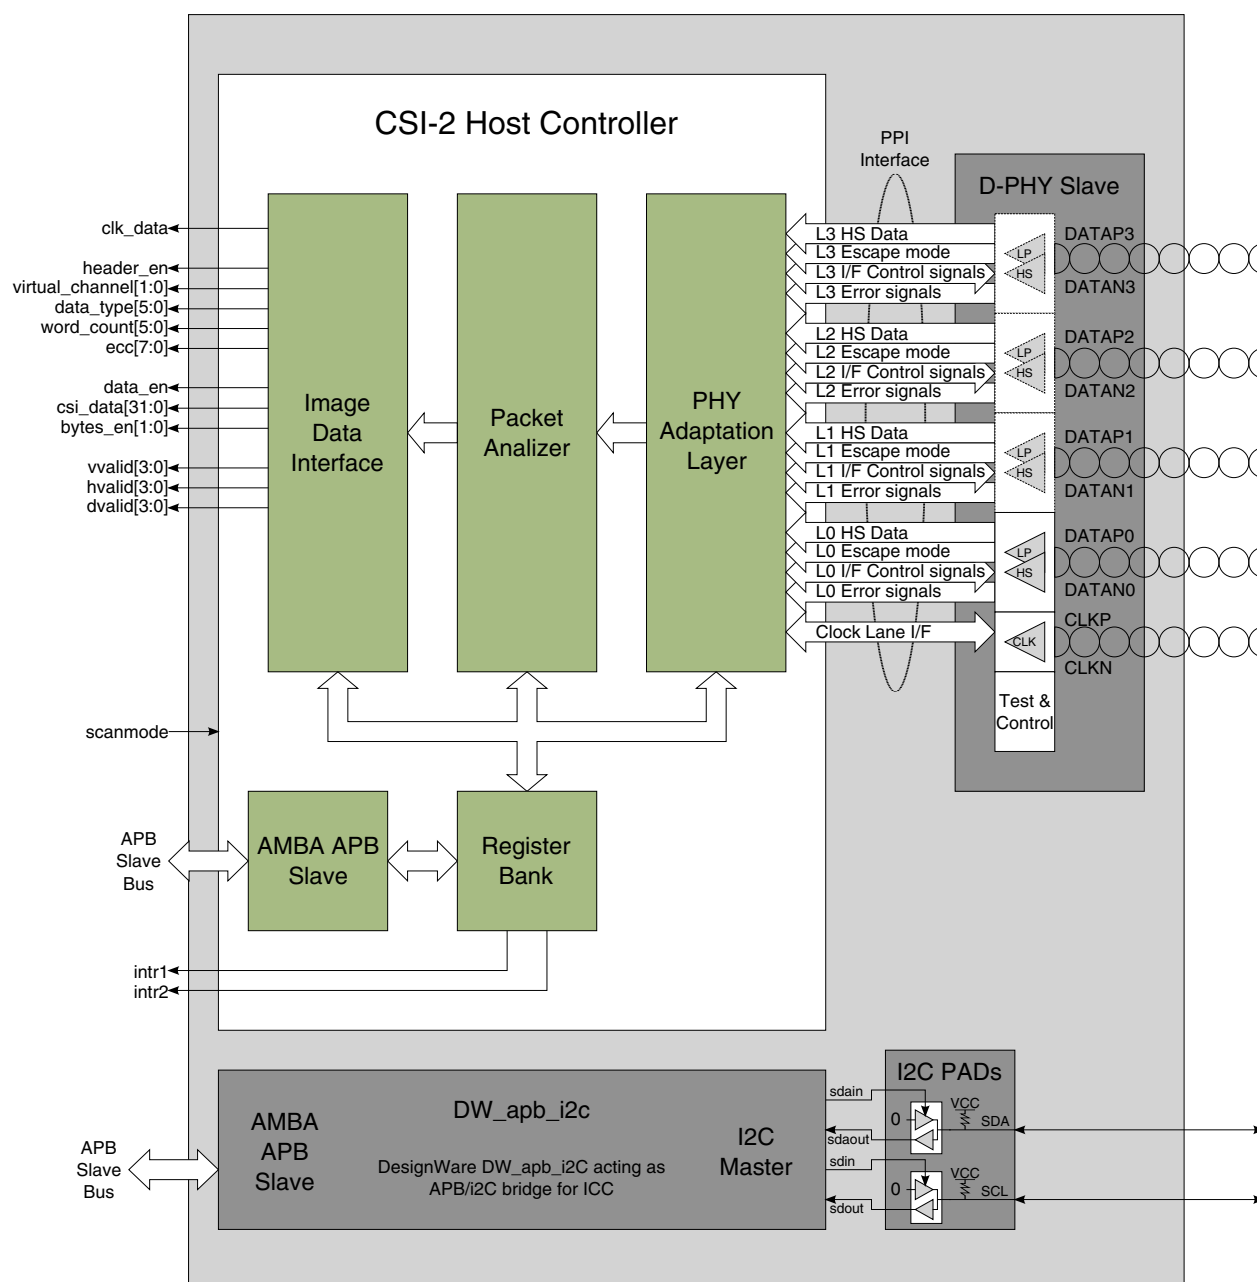 CSI-2 Host Controller
PPI
Interface
D-PHY Slave
clk_data
header_en
virtual_channel[1:0]
data_type[5:0]
word_count[5:0]
ecc[7:0]
data_en
csi_data[31:0]
bytes_en[1:0]
vvalid[3:0]
hvalid[3:0]
dvalid[3:0]
Image
Data
Interface
Packet
Analizer
PHY
Adaptation
Layer
L3 HS Data
L3 Escape mode
L3 I/F Control signals
L3 Error signals
L2 HS Data
L2 Escape mode
L2 I/F Control signals
L2 Error signals
L1 HS Data
L1 Escape mode
L1 I/F Control signals
L1 Error signals
L0 HS Data
L0 Escape mode
L0 I/F Control signals
L0 Error signals
Clock Lane I/F
LP
HS
LP
HS
LP
HS
LP
HS
CLK
DATAP3
DATAN3
DATAP2
DATAN2
DATAP1
DATAN1
DATAP0
DATAN0
CLKP
CLKN
Test &
Control
scanmode
APB
Slave
Bus
AMBA APB
Slave
Register
Bank
intr1
intr2
APB
Slave
Bus
AMBA
APB
Slave
DW_apb_i2c
DesignWare DW_apb_i2C acting as
APB/i2C bridge for ICC
I2C
Master
sdain
sdaout
sdin
sdout
I2C PADs
0
VCC
SDA
0
VCC
SCL